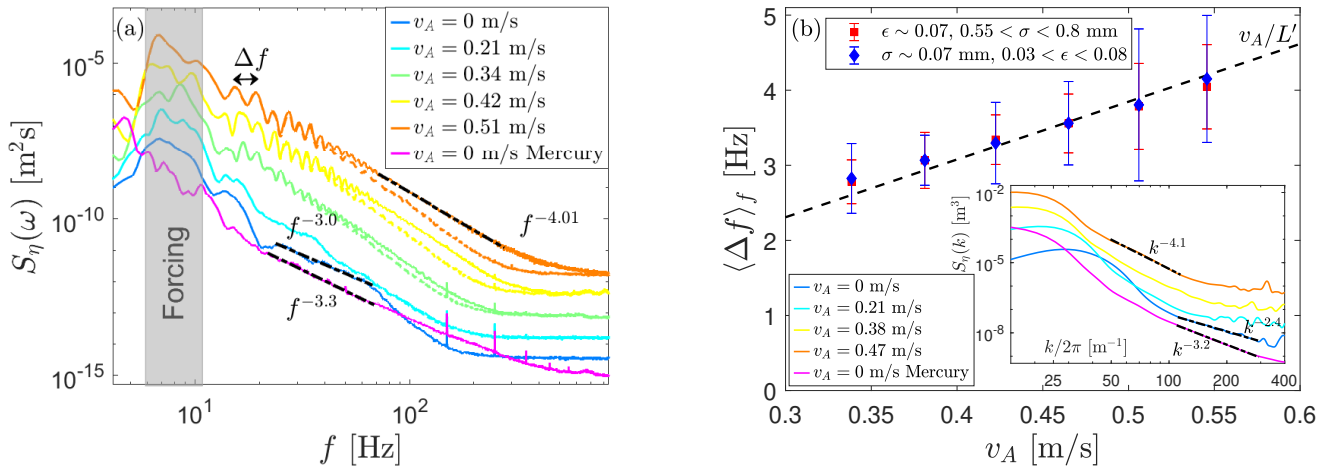 (a)
v_A = 0 m/s
v_A = 0.21 m/s
v_A = 0.34 m/s
v_A = 0.42 m/s
v_A = 0.51 m/s
v_A = 0 m/s Mercury
Δf
Forcing
f^{-3.0}
f^{-4.01}
f^{-3.3}
10^{-5}
10^{-10}
10^{-15}
S_η(ω) [m²s]
10^1
10^2
f [Hz]
(b)
ϵ ∼ 0.07, 0.55 < σ < 0.8 mm
σ ∼ 0.07 mm, 0.03 < ϵ < 0.08
v_A/L′
5
4
3
2
1
0
⟨Δf⟩_f [Hz]
v_A = 0 m/s
v_A = 0.21 m/s
v_A = 0.38 m/s
v_A = 0.47 m/s
v_A = 0 m/s Mercury
S_η(k) [m³]
10^{-2}
10^{-5}
10^{-8}
k^{-4.1}
k^{-2.4}
k^{-3.2}
k/2π [m^{-1}]
25 50 100 200 400
0.3 0.35 0.4 0.45 0.5 0.55 0.6
v_A [m/s]